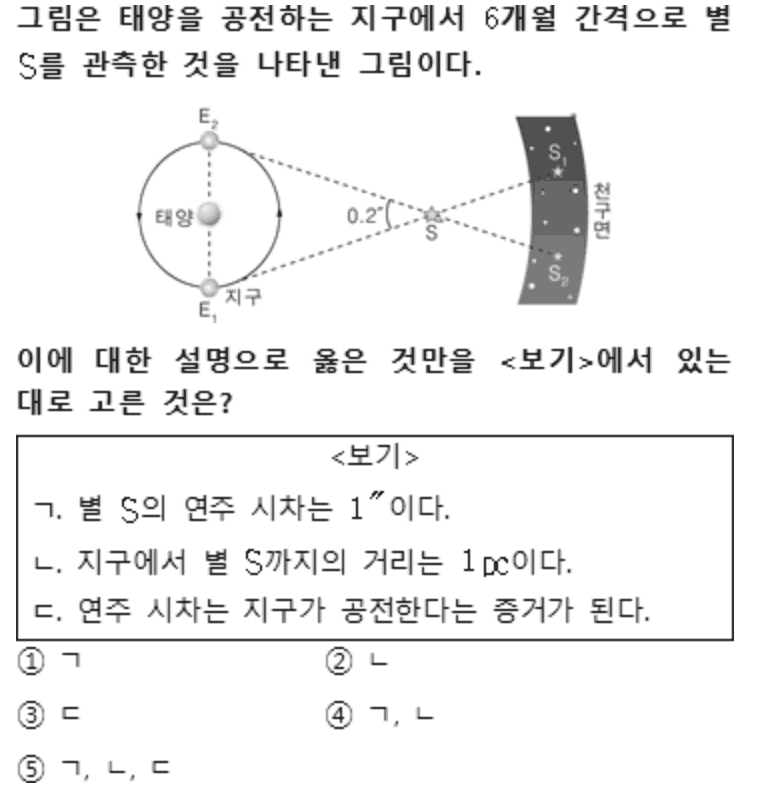 그림은 태양을 공전하는 지구에서 6개월 간격으로 별
S를 관측한 것을 나타낸 그림이다.
E₂
태양
E₁
지구
0.2″
S
S₁
S₂
천구면
이에 대한 설명으로 옳은 것만을 <보기>에서 있는
대로 고른 것은?
<보기>
ㄱ. 별 S의 연주 시차는 1″이다.
ㄴ. 지구에서 별 S까지의 거리는 1pc이다.
ㄷ. 연주 시차는 지구가 공전한다는 증거가 된다.
① ㄱ ② ㄴ
③ ㄷ ④ ㄱ, ㄴ
⑤ ㄱ, ㄴ, ㄷ